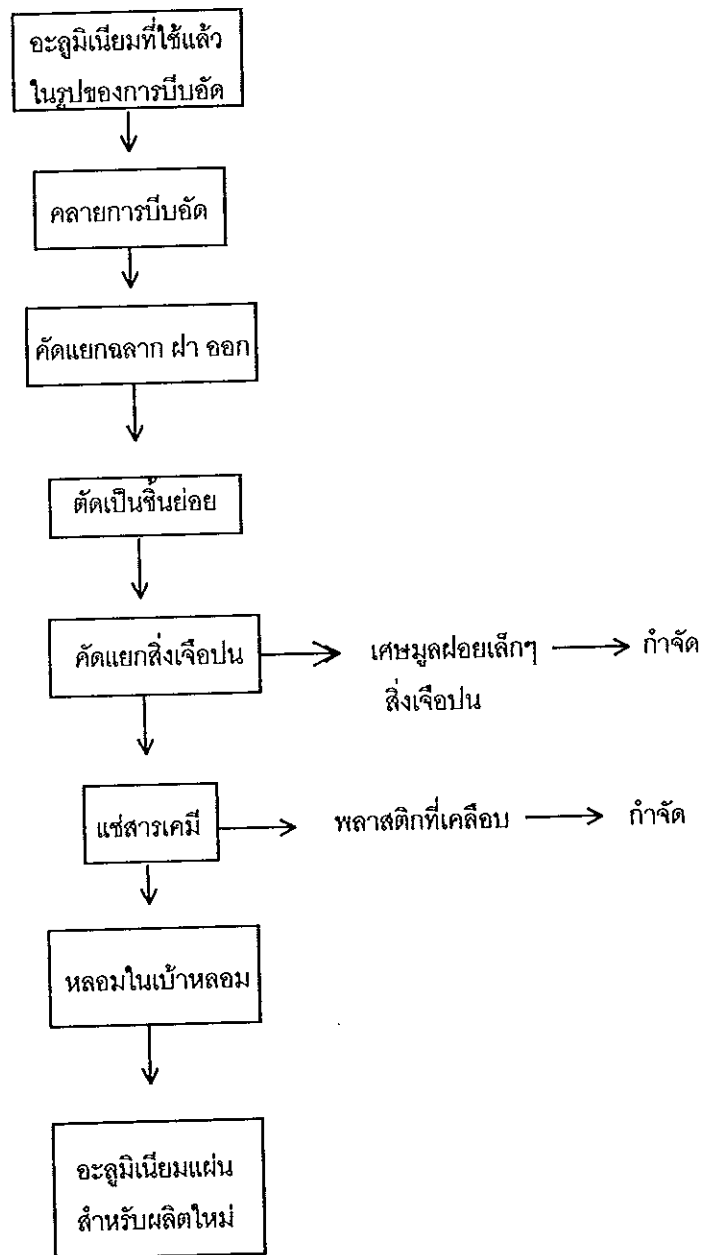 อะลูมิเนียมที่ใช้แล้ว
ในรูปของการบีบอัด
คลายการบีบอัด
คัดแยกฉลาก ฝา ออก
ตัดเป็นชิ้นย่อย
คัดแยกสิ่งเจือปน
เศษมูลฝอยเล็กๆ
สิ่งเจือปน
กำจัด
แช่สารเคมี
พลาสติกที่เคลือบ
กำจัด
หลอมในเบ้าหลอม
อะลูมิเนียมแผ่น
สำหรับผลิตใหม่